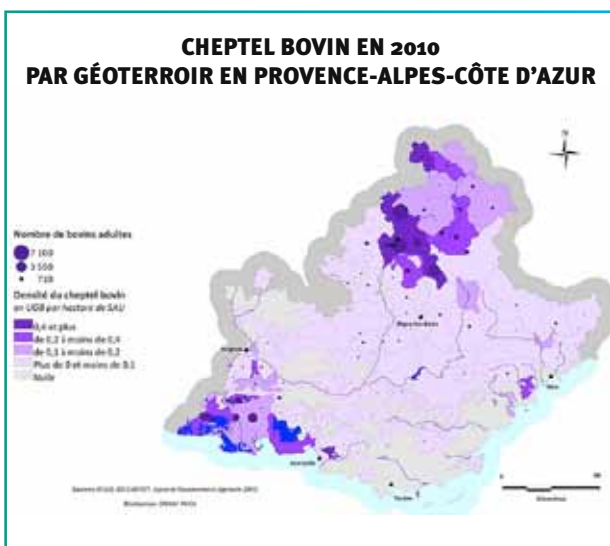 CHEPTEL BOVIN EN 2010
PAR GÉOTERROIR EN PROVENCE-ALPES-CÔTE D'AZUR
N
Nombre de bovins adultes
7 100
3 550
710
Densité du cheptel bovin
en UGB par hectare de SAU
0,4 et plus
de 0,2 à moins de 0,4
de 0,1 à moins de 0,2
Plus de 0 et moins de 0,1
Nulle
Digne-les-Bains
Avignon
Nice
Marseille
Toulon